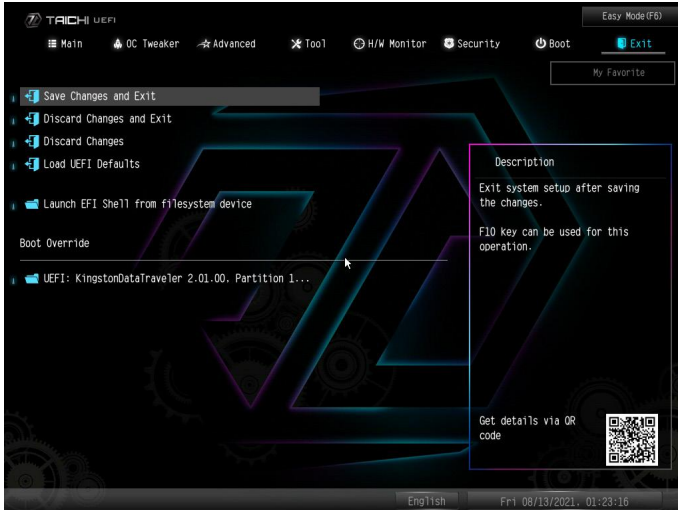 TAICHI UEFI
Easy Mode(F6)
Main OC Tweaker Advanced Tool H/W Monitor Security Boot Exit
My Favorite
Save Changes and Exit
Discard Changes and Exit
Discard Changes
Load UEFI Defaults
Launch EFI Shell from filesystem device
Boot Override
UEFI: KingstonDataTraveler 2.01.00, Partition 1...
Description
Exit system setup after saving
the changes.
F10 key can be used for this
operation.
Get details via QR
code
English
Fri 08/13/2021, 01:23:16